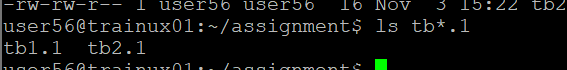 -rw-rw-r-- 1 user56 user56 16 Nov 3 15:22 tb2
user56@trainux01:~/assignment$ ls tb*.1
tb1.1 tb2.1
user56@trainux01:~/assignment$